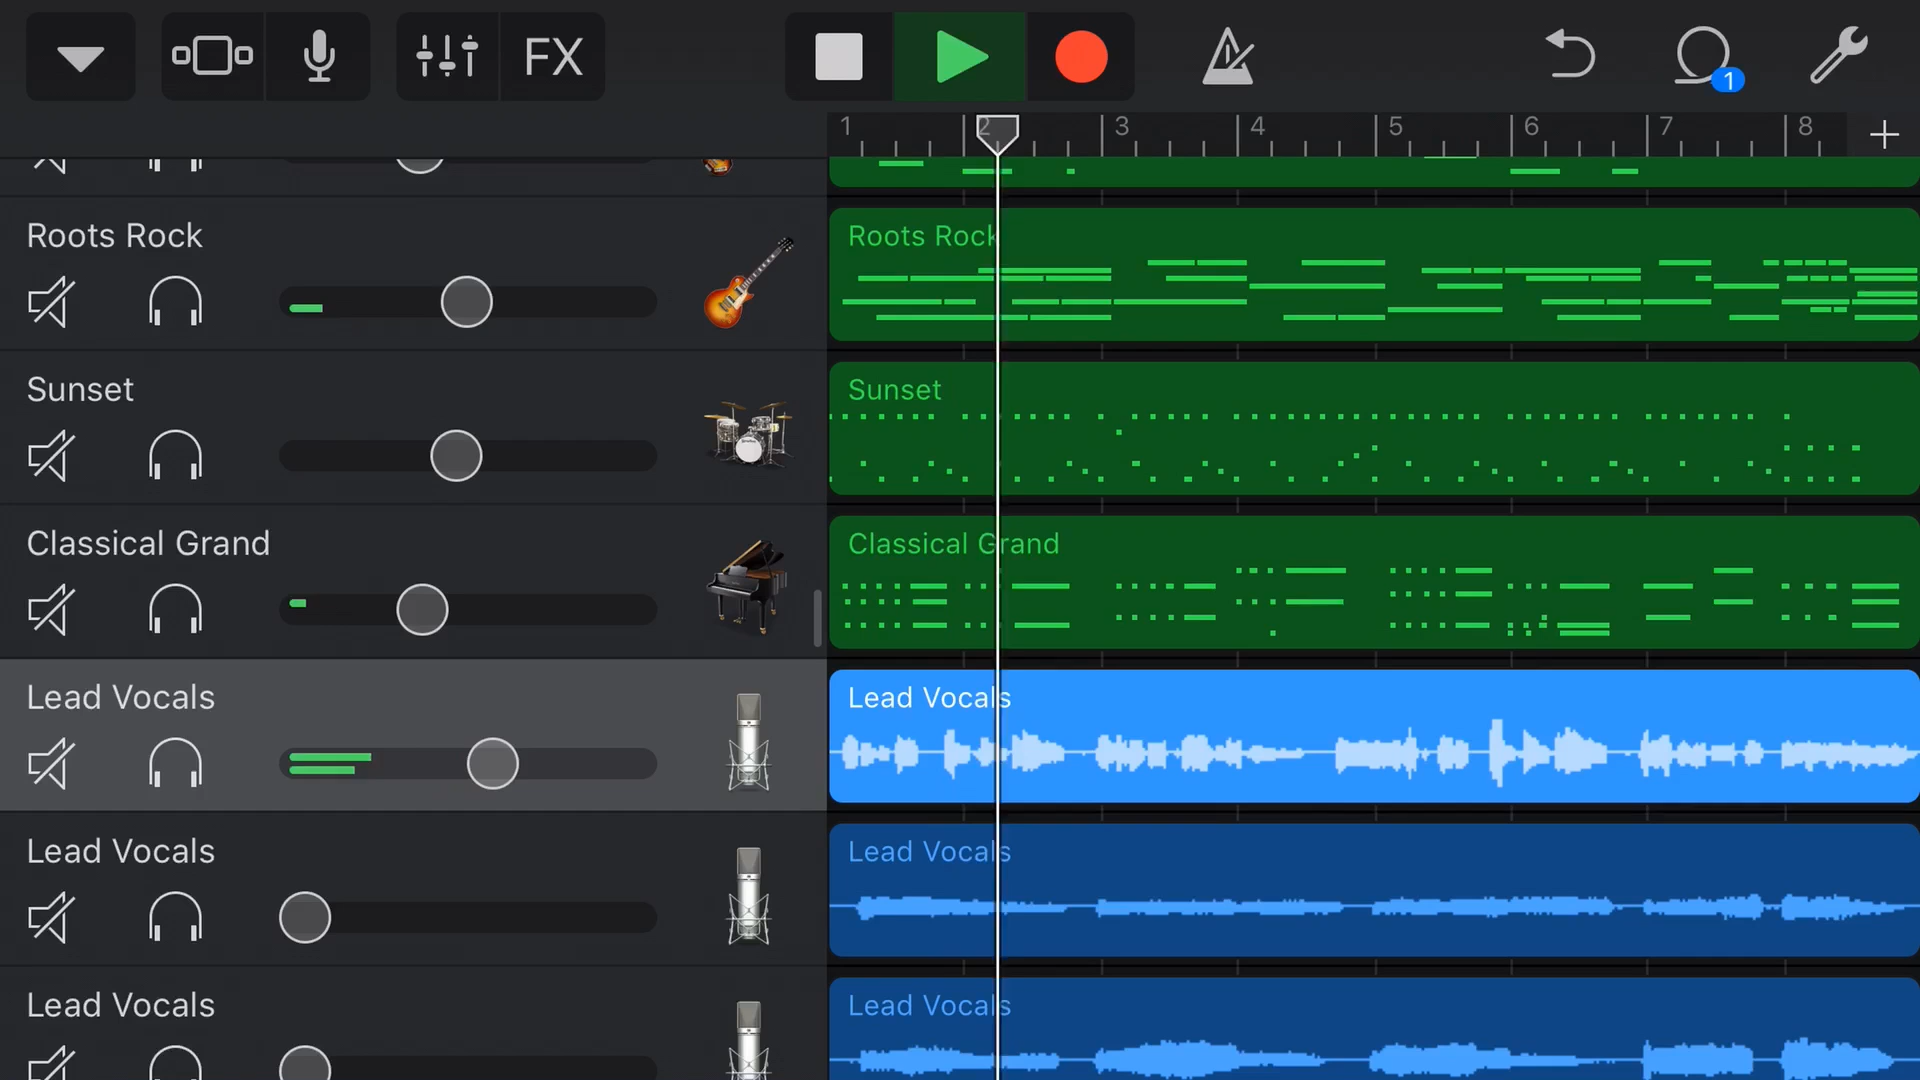 FX
1
1 2 3 4 5 6 7 8
Roots Rock
Roots Rock
Sunset
Sunset
Classical Grand
Classical Grand
Lead Vocals
Lead Vocals
Lead Vocals
Lead Vocals
Lead Vocals
Lead Vocals